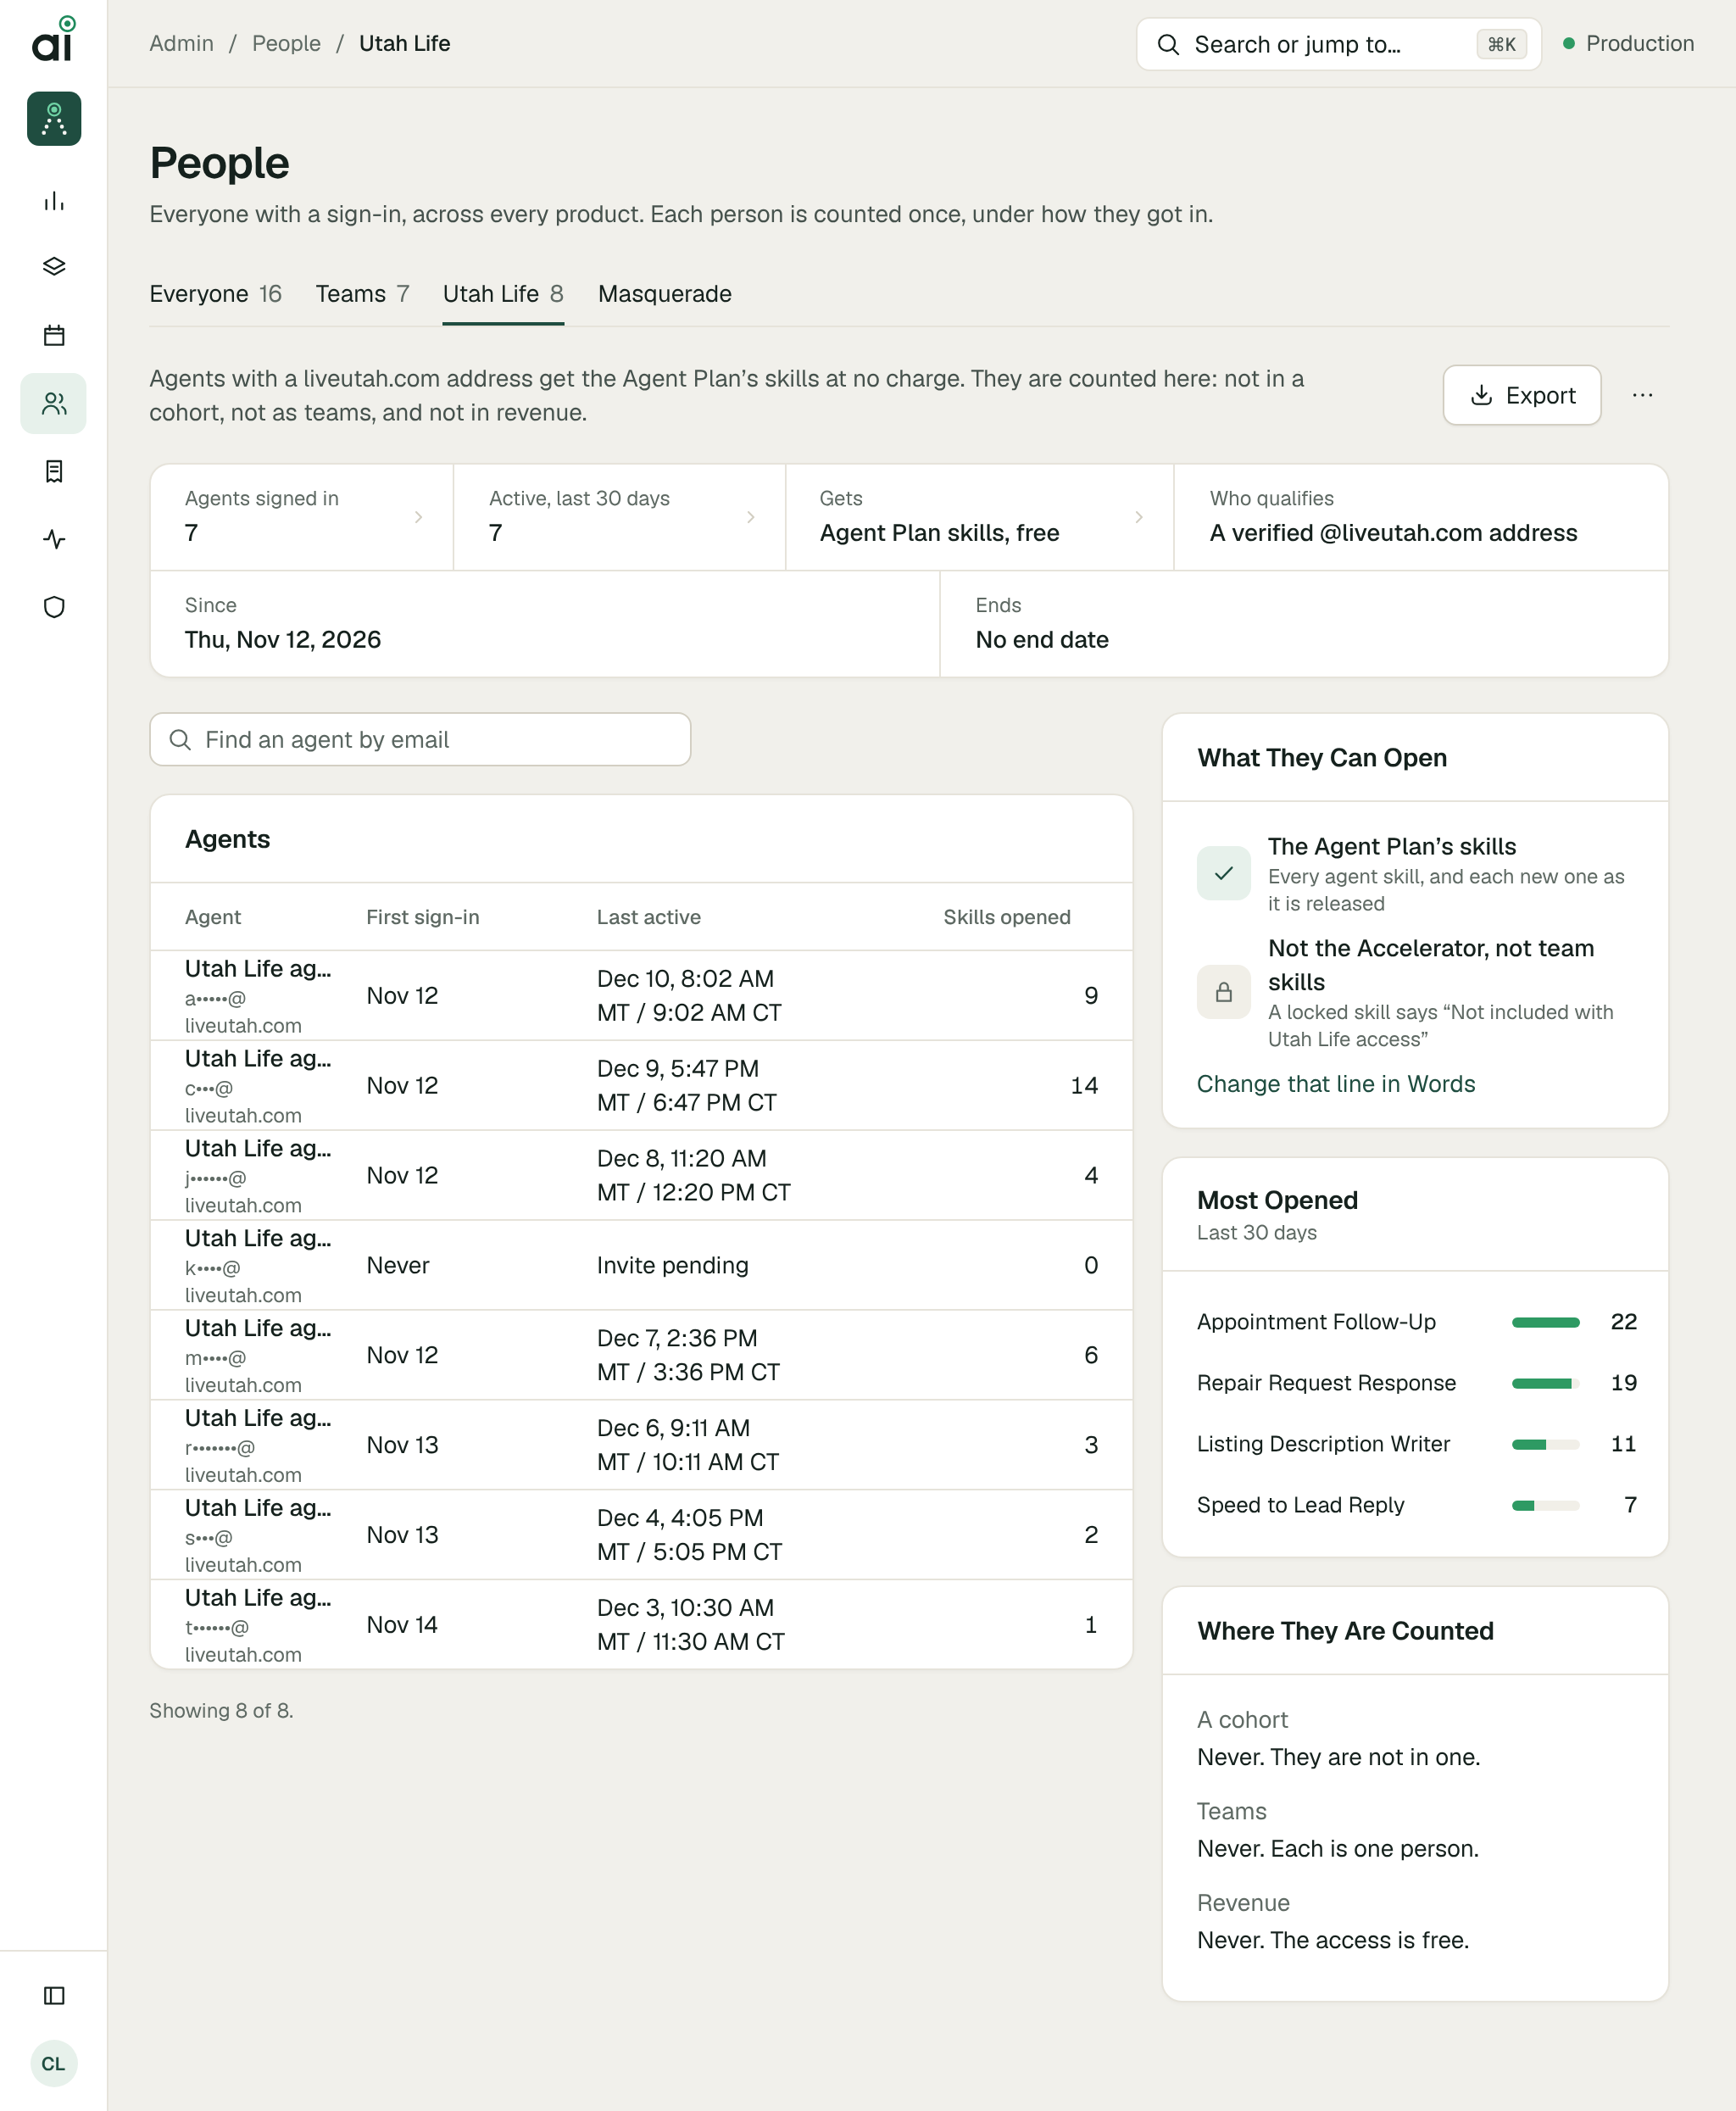 ai
Admin / People / Utah Life
Search or jump to... ⌘K
Production
People
Everyone with a sign-in, across every product. Each person is counted once, under how they got in.
Everyone 16 Teams 7 Utah Life 8 Masquerade
Agents with a liveutah.com address get the Agent Plan’s skills at no charge. They are counted here: not in a
cohort, not as teams, and not in revenue.
Export
Agents signed in
7
Active, last 30 days
7
Gets
Agent Plan skills, free
Who qualifies
A verified @liveutah.com address
Since
Thu, Nov 12, 2026
Ends
No end date
Find an agent by email
Agents
Agent First sign-in Last active Skills opened
Utah Life ag...
a•••••@
liveutah.com
Nov 12
Dec 10, 8:02 AM
MT / 9:02 AM CT
9
Utah Life ag...
c•••@
liveutah.com
Nov 12
Dec 9, 5:47 PM
MT / 6:47 PM CT
14
Utah Life ag...
j••••••@
liveutah.com
Nov 12
Dec 8, 11:20 AM
MT / 12:20 PM CT
4
Utah Life ag...
k••••@
liveutah.com
Never
Invite pending
0
Utah Life ag...
m••••@
liveutah.com
Nov 12
Dec 7, 2:36 PM
MT / 3:36 PM CT
6
Utah Life ag...
r•••••••@
liveutah.com
Nov 13
Dec 6, 9:11 AM
MT / 10:11 AM CT
3
Utah Life ag...
s•••@
liveutah.com
Nov 13
Dec 4, 4:05 PM
MT / 5:05 PM CT
2
Utah Life ag...
t••••••@
liveutah.com
Nov 14
Dec 3, 10:30 AM
MT / 11:30 AM CT
1
Showing 8 of 8.
What They Can Open
The Agent Plan’s skills
Every agent skill, and each new one as
it is released
Not the Accelerator, not team
skills
A locked skill says “Not included with
Utah Life access”
Change that line in Words
Most Opened
Last 30 days
Appointment Follow-Up 22
Repair Request Response 19
Listing Description Writer 11
Speed to Lead Reply 7
Where They Are Counted
A cohort
Never. They are not in one.
Teams
Never. Each is one person.
Revenue
Never. The access is free.
CL